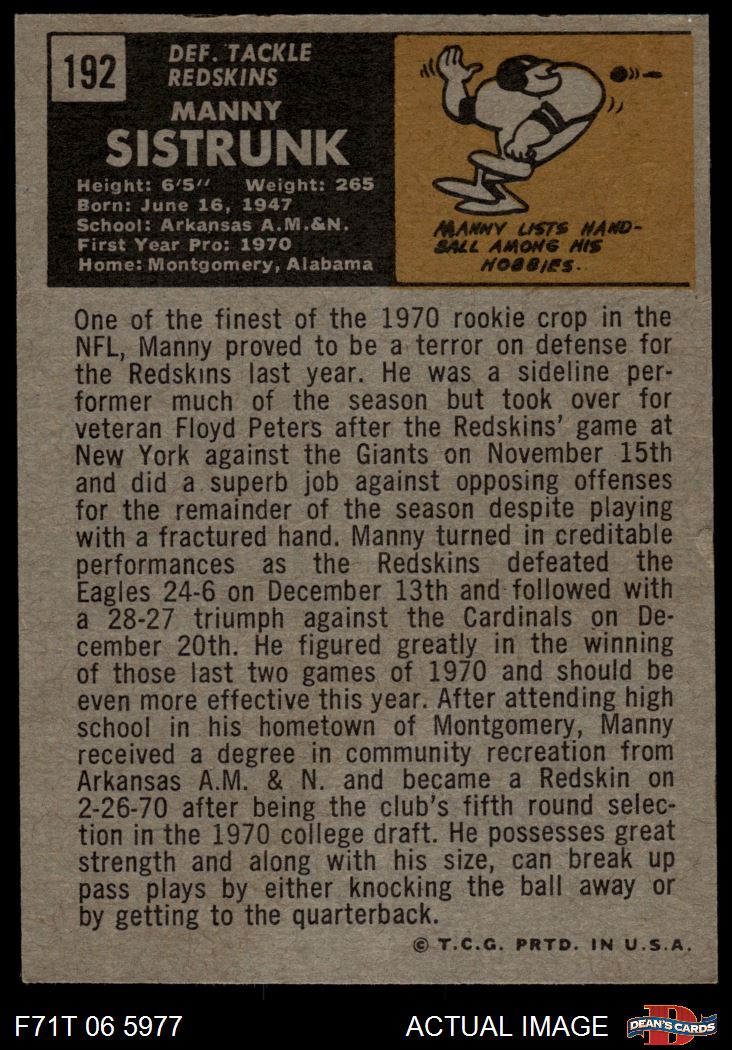 192
DEF. TACKLE
REDSKINS
MANNY
SISTRUNK
Height: 6'5" Weight: 265
Born: June 16, 1947
School: Arkansas A.M.&N.
First Year Pro: 1970
Home: Montgomery, Alabama
MANNY LISTS HAND-
BALL AMONG HIS
HOBBIES.
One of the finest of the 1970 rookie crop in the
NFL, Manny proved to be a terror on defense for
the Redskins last year. He was a sideline per-
former much of the season but took over for
veteran Floyd Peters after the Redskins' game at
New York against the Giants on November 15th
and did a superb job against opposing offenses
for the remainder of the season despite playing
with a fractured hand. Manny turned in creditable
performances as the Redskins defeated the
Eagles 24-6 on December 13th and followed with
a 28-27 triumph against the Cardinals on De-
cember 20th. He figured greatly in the winning
of those last two games of 1970 and should be
even more effective this year. After attending high
school in his hometown of Montgomery, Manny
received a degree in community recreation from
Arkansas A.M. & N. and became a Redskin on
2-26-70 after being the club's fifth round selec-
tion in the 1970 college draft. He possesses great
strength and along with his size, can break up
pass plays by either knocking the ball away or
by getting to the quarterback.
© T.C.G. PRTD. IN U.S.A.
F71T 06 5977
ACTUAL IMAGE
D
DEAN'S CARDS